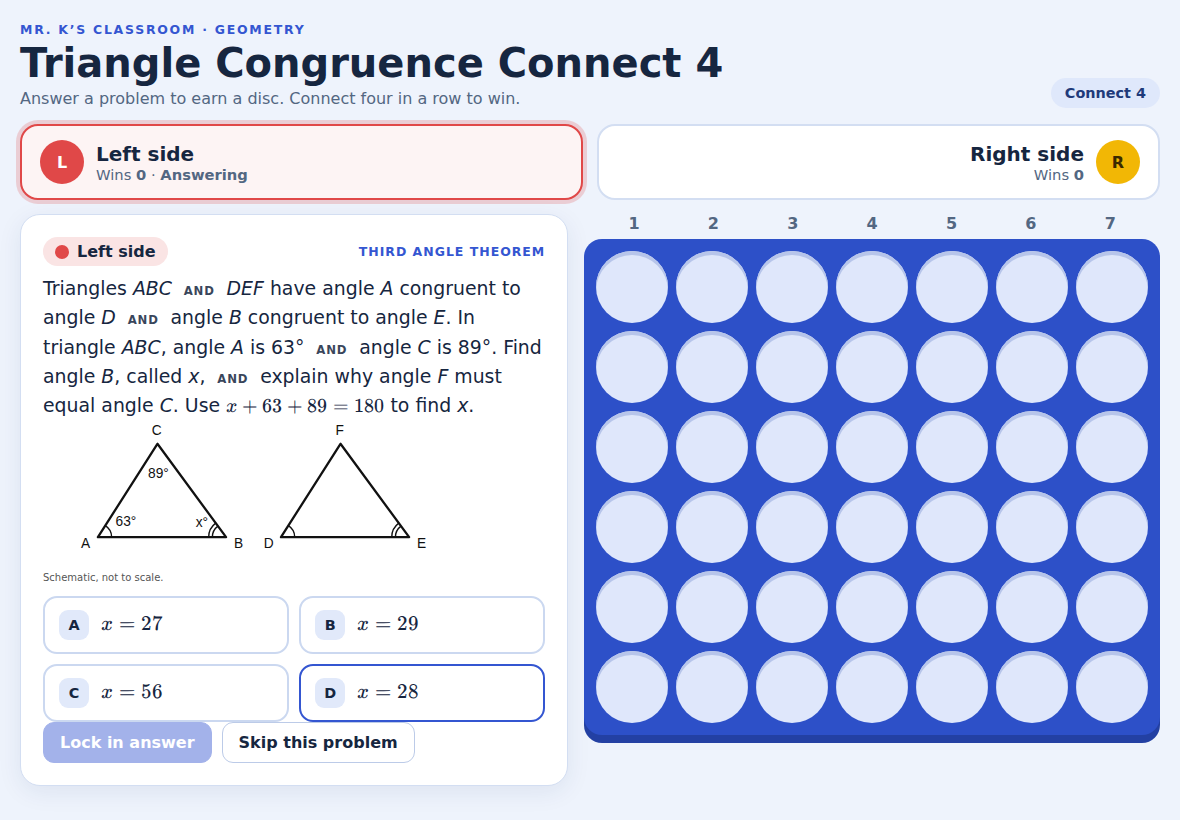 MR. K’S CLASSROOM · GEOMETRY
Triangle Congruence Connect 4
Answer a problem to earn a disc. Connect four in a row to win.
Connect 4
L
Left side
Wins 0 · Answering
Right side
Wins 0
R
Left side
THIRD ANGLE THEOREM
Triangles ABC AND DEF have angle A congruent to
angle D AND angle B congruent to angle E. In
triangle ABC, angle A is 63° AND angle C is 89°. Find
angle B, called x, AND explain why angle F must
equal angle C. Use x + 63 + 89 = 180 to find x.
C
F
89°
63°
x°
A
B
D
E
Schematic, not to scale.
A x = 27
B x = 29
C x = 56
D x = 28
Lock in answer
Skip this problem
1 2 3 4 5 6 7